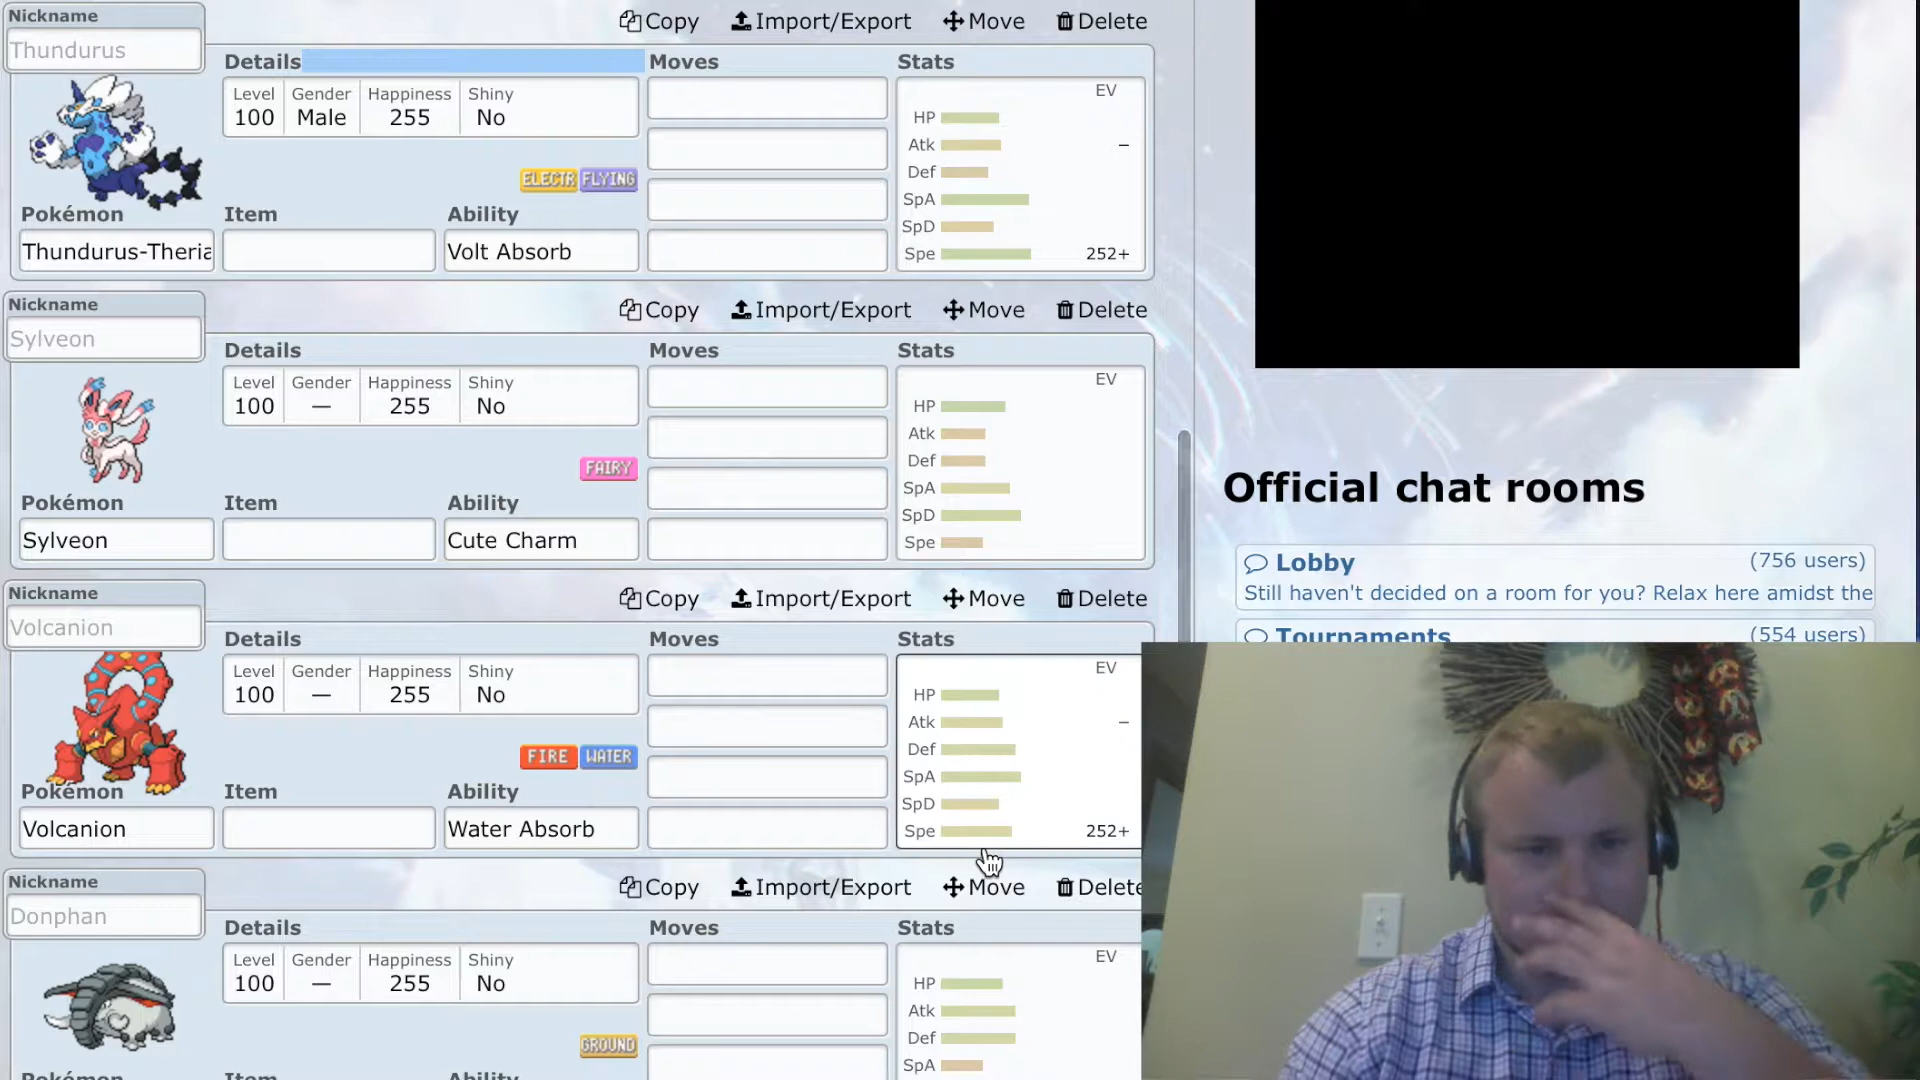 Nickname
Thundurus
Copy Import/Export Move Delete
Details
Level Gender Happiness Shiny
100 Male 255 No
ELECTR FLYING
Pokémon Item Ability
Thundurus-Theria Volt Absorb
Moves
Stats
EV
HP
Atk –
Def
SpA
SpD
Spe 252+
Nickname
Sylveon
Copy Import/Export Move Delete
Details
Level Gender Happiness Shiny
100 — 255 No
FAIRY
Pokémon Item Ability
Sylveon Cute Charm
Moves
Stats
EV
HP
Atk
Def
SpA
SpD
Spe
Nickname
Volcanion
Copy Import/Export Move Delete
Details
Level Gender Happiness Shiny
100 — 255 No
FIRE WATER
Pokémon Item Ability
Volcanion Water Absorb
Moves
Stats
EV
HP
Atk –
Def
SpA
SpD
Spe 252+
Nickname
Donphan
Copy Import/Export Move Delete
Details
Level Gender Happiness Shiny
100 — 255 No
GROUND
Pokémon Item Ability
Moves
Stats
EV
HP
Atk
Def
SpA
Official chat rooms
Lobby (756 users)
Still haven't decided on a room for you? Relax here amidst the
Tournaments (554 users)